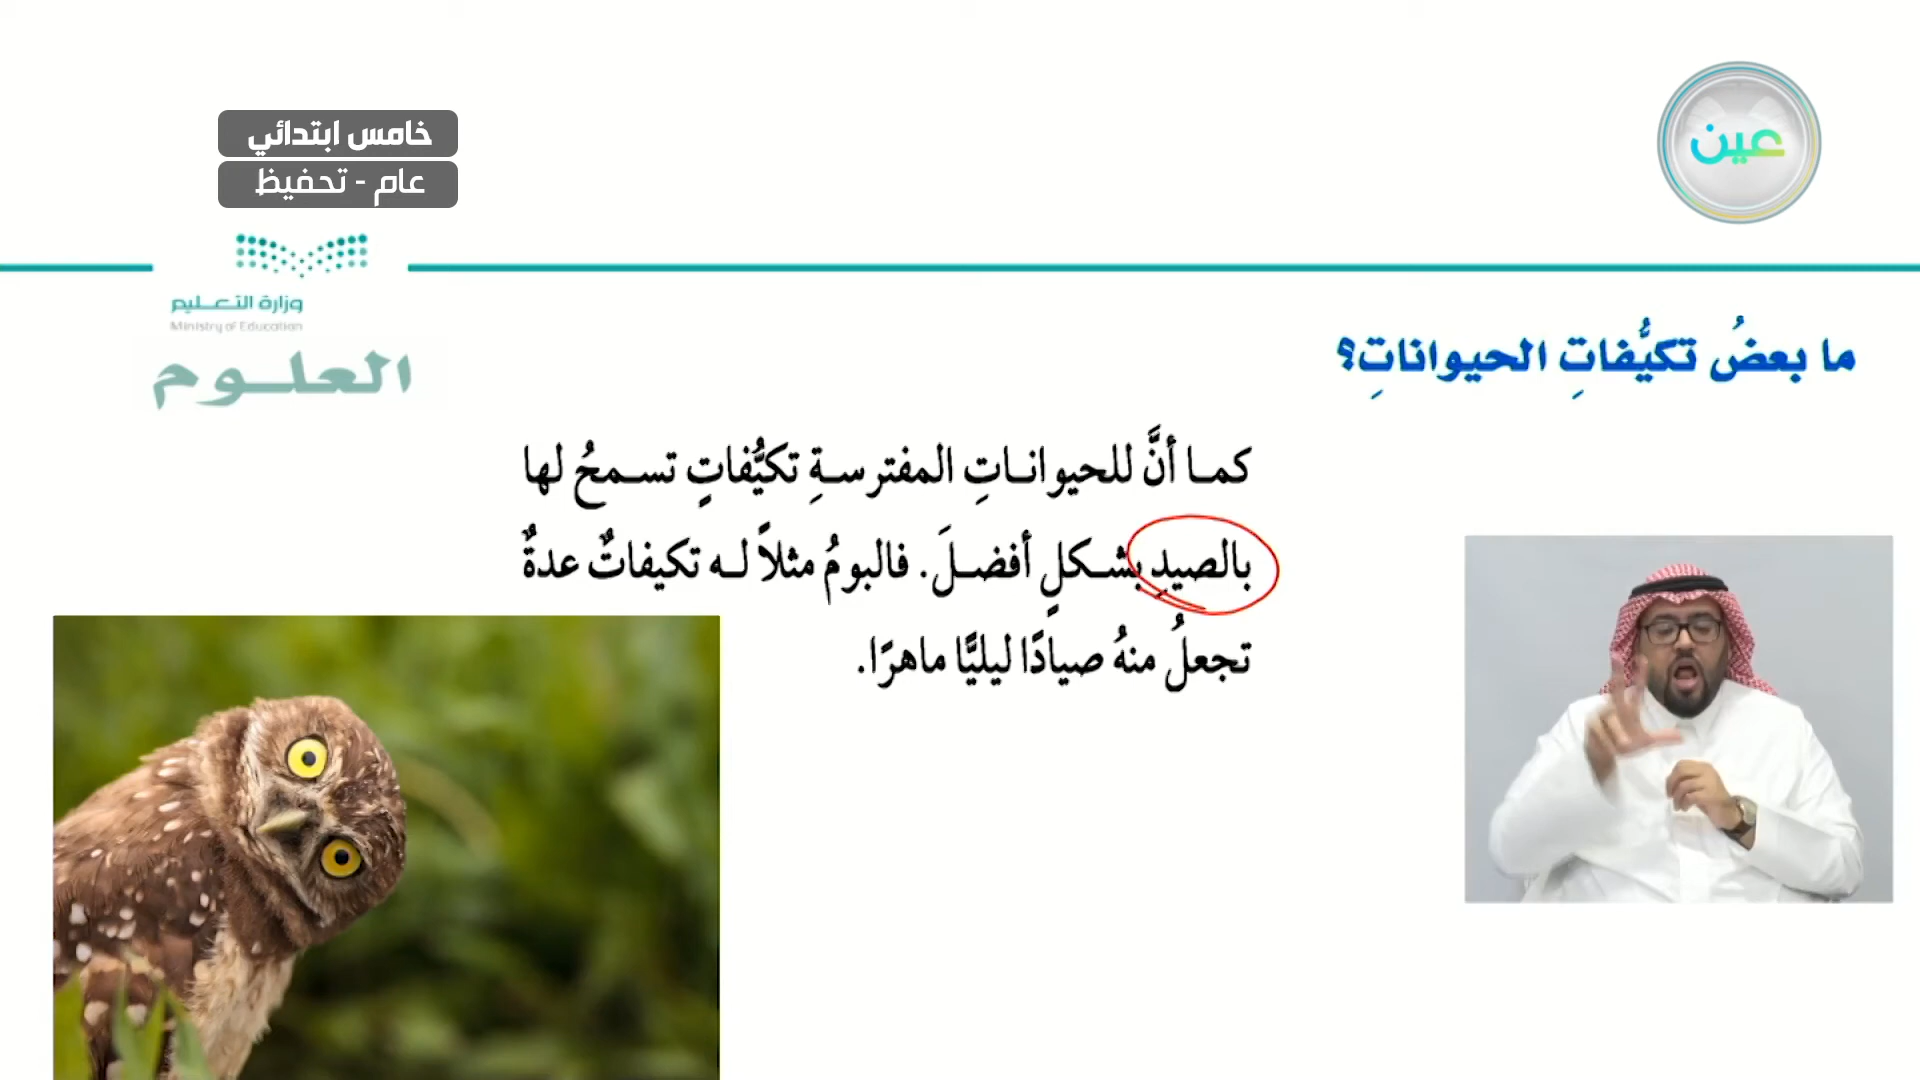 خامس ابتدائي
عام - تحفيظ
عين
وزارة التعليم
Ministry of Education
العلوم
ما بعضُ تكيُّفاتِ الحيواناتِ؟
كما أنَّ للحيواناتِ المفترسةِ تكيُّفاتٍ تسمحُ لها
بالصيدِ بشكلٍ أفضلَ. فالبومُ مثلاً له تكيفاتٌ عدةٌ
تجعلُ منهُ صيادًا ليليًّا ماهرًا.